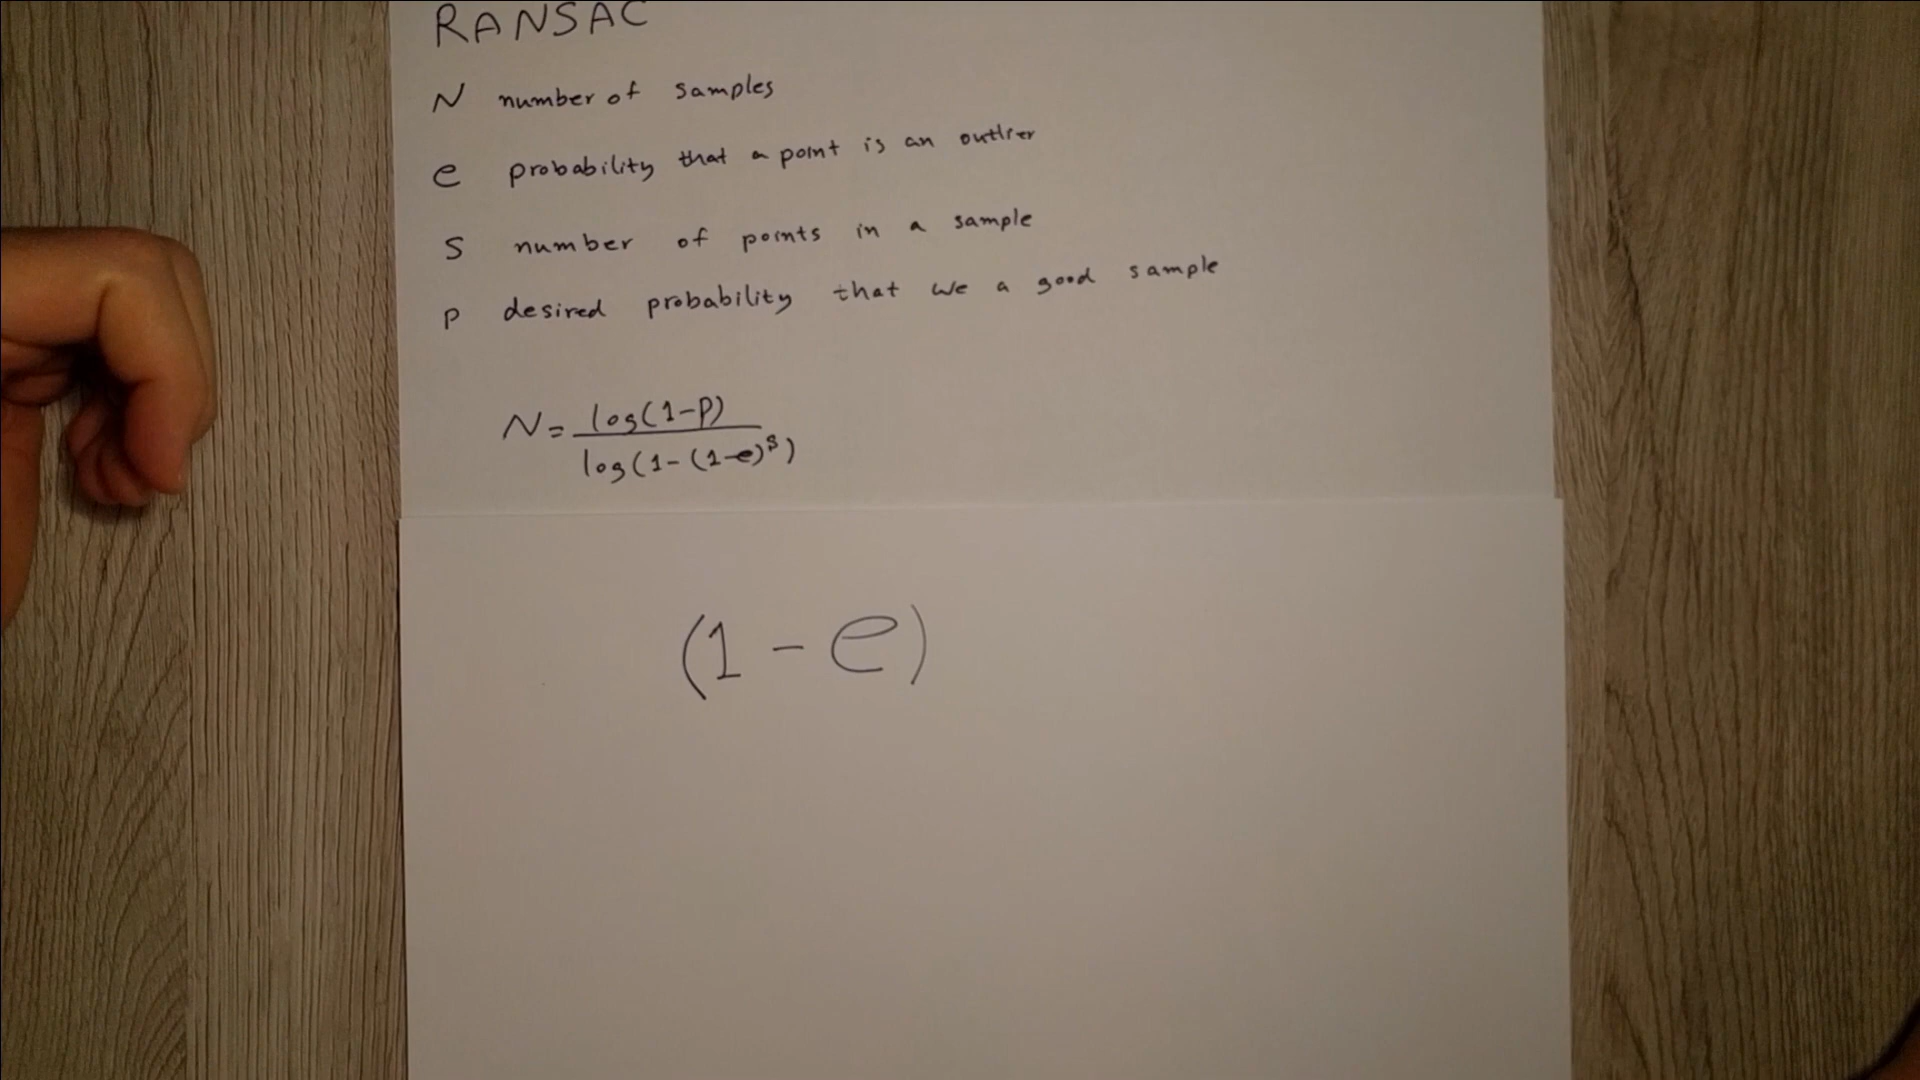 RANSAC
N number of samples
e probability that a point is an outlier
S number of points in a sample
p desired probability that we a good sample
N = log(1-p) / log(1-(1-e)^s)
(1 - e)